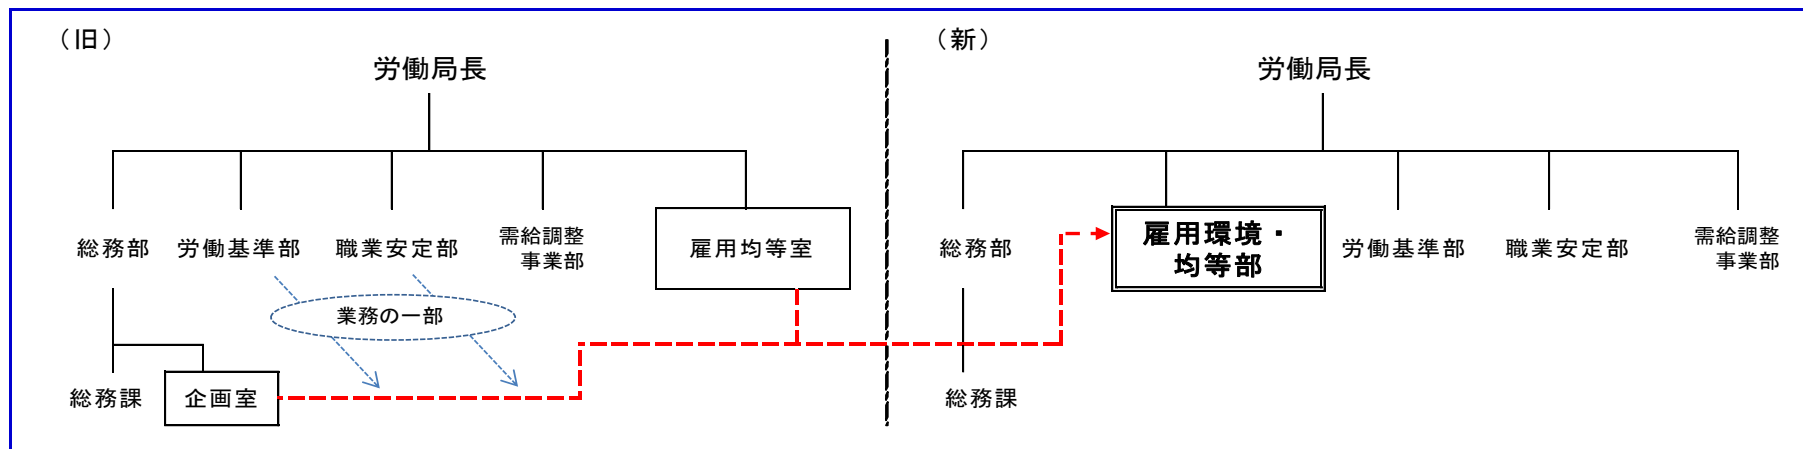 （旧）
労働局長
総務部
労働基準部
職業安定部
需給調整
事業部
雇用均等室
業務の一部
総務課
企画室
（新）
労働局長
総務部
雇用環境・
均等部
労働基準部
職業安定部
需給調整
事業部
総務課